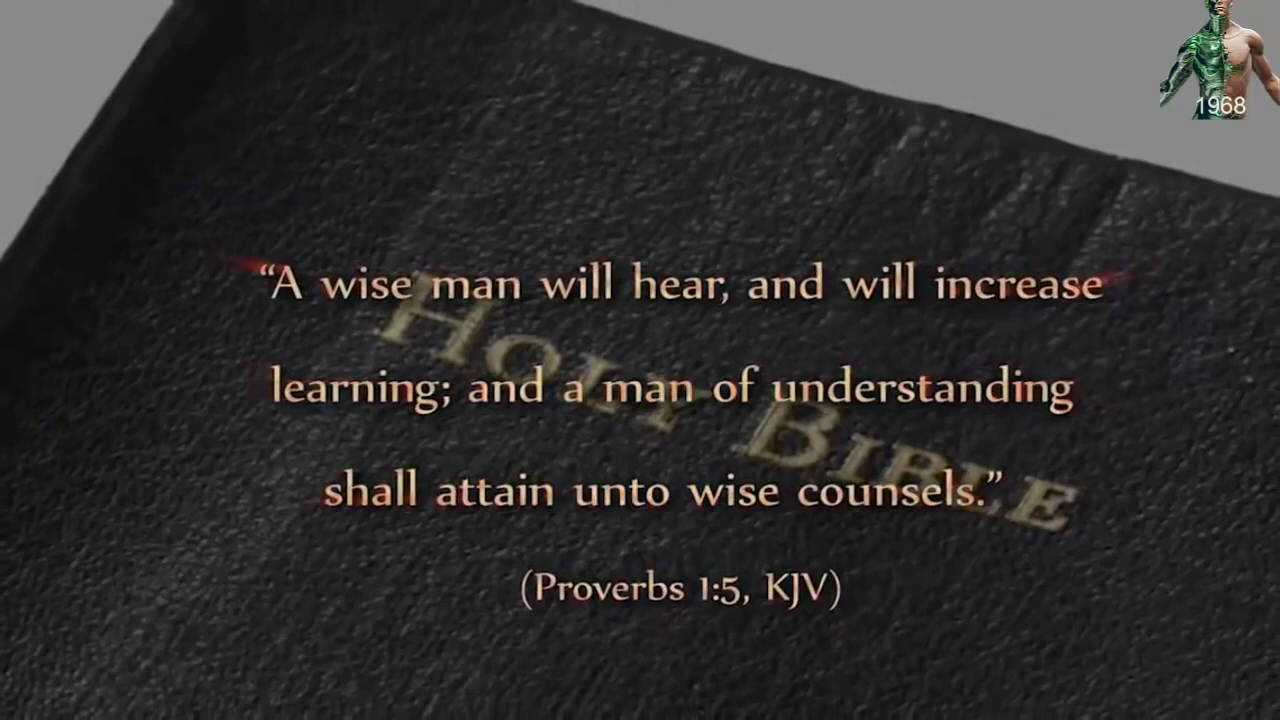 1968
“A wise man will hear, and will increase
learning; and a man of understanding
shall attain unto wise counsels.”
(Proverbs 1:5, KJV)
HOLY BIBLE